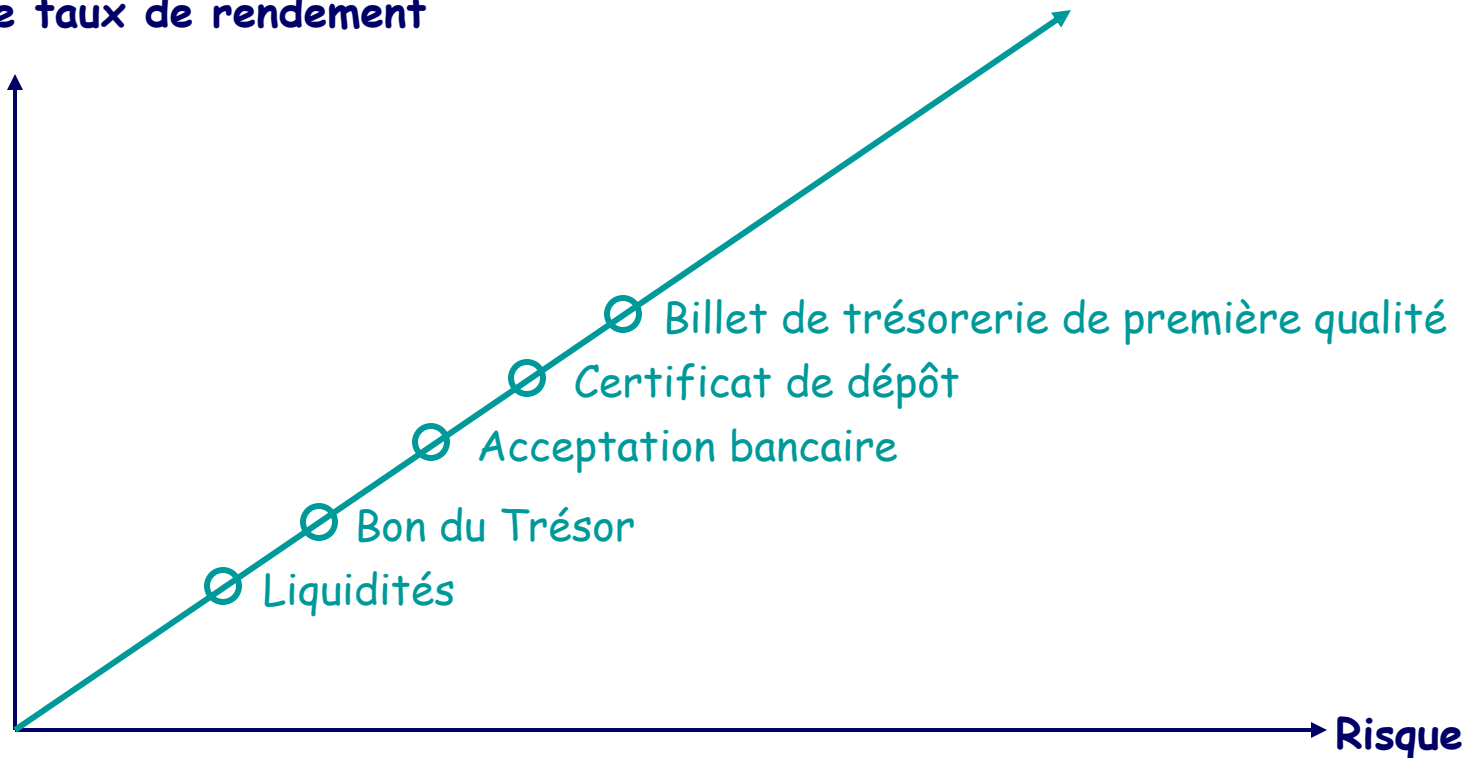 e taux de rendement
Billet de trésorerie de première qualité
Certificat de dépôt
Acceptation bancaire
Bon du Trésor
Liquidités
Risque